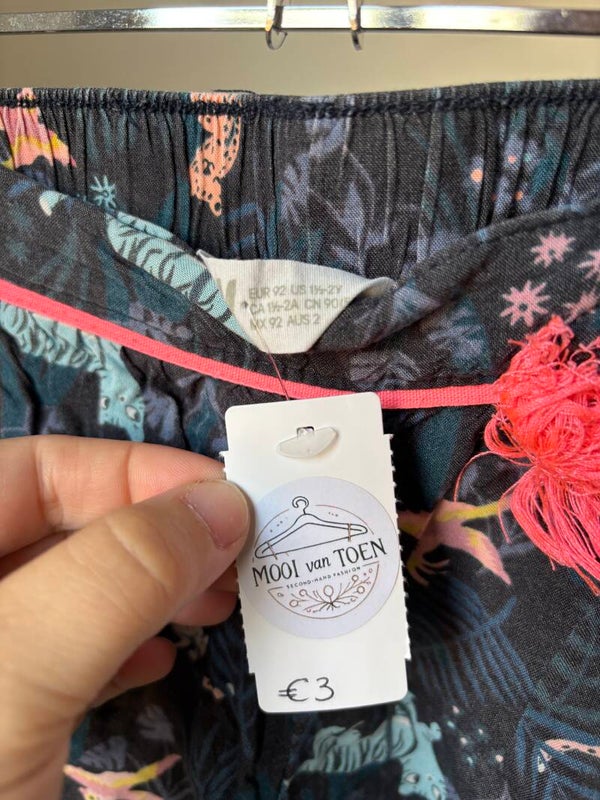 EUR 92 US 1½-2Y
CA 1½-2A CN 90
MX 92 AUS 2
MOOI van TOEN
SECOND-HAND FASHION
€3